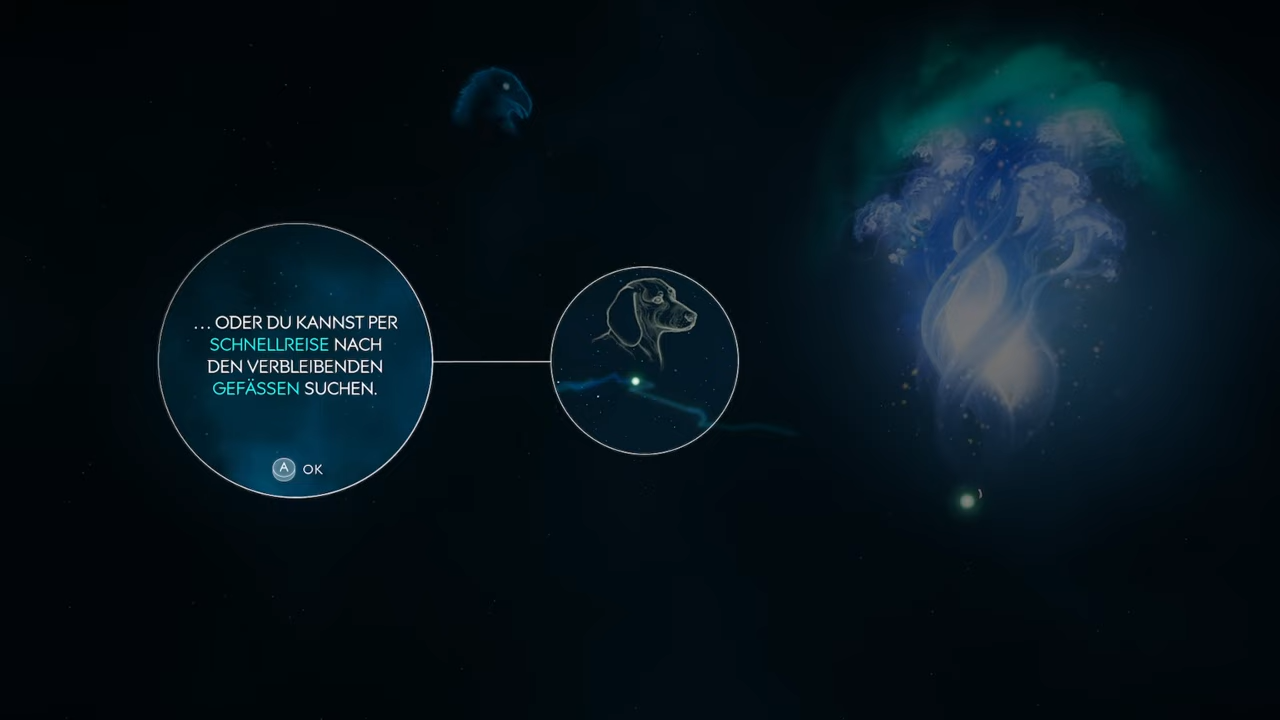 ... ODER DU KANNST PER
SCHNELLREISE NACH
DEN VERBLEIBENDEN
GEFÄSSEN SUCHEN.
A OK